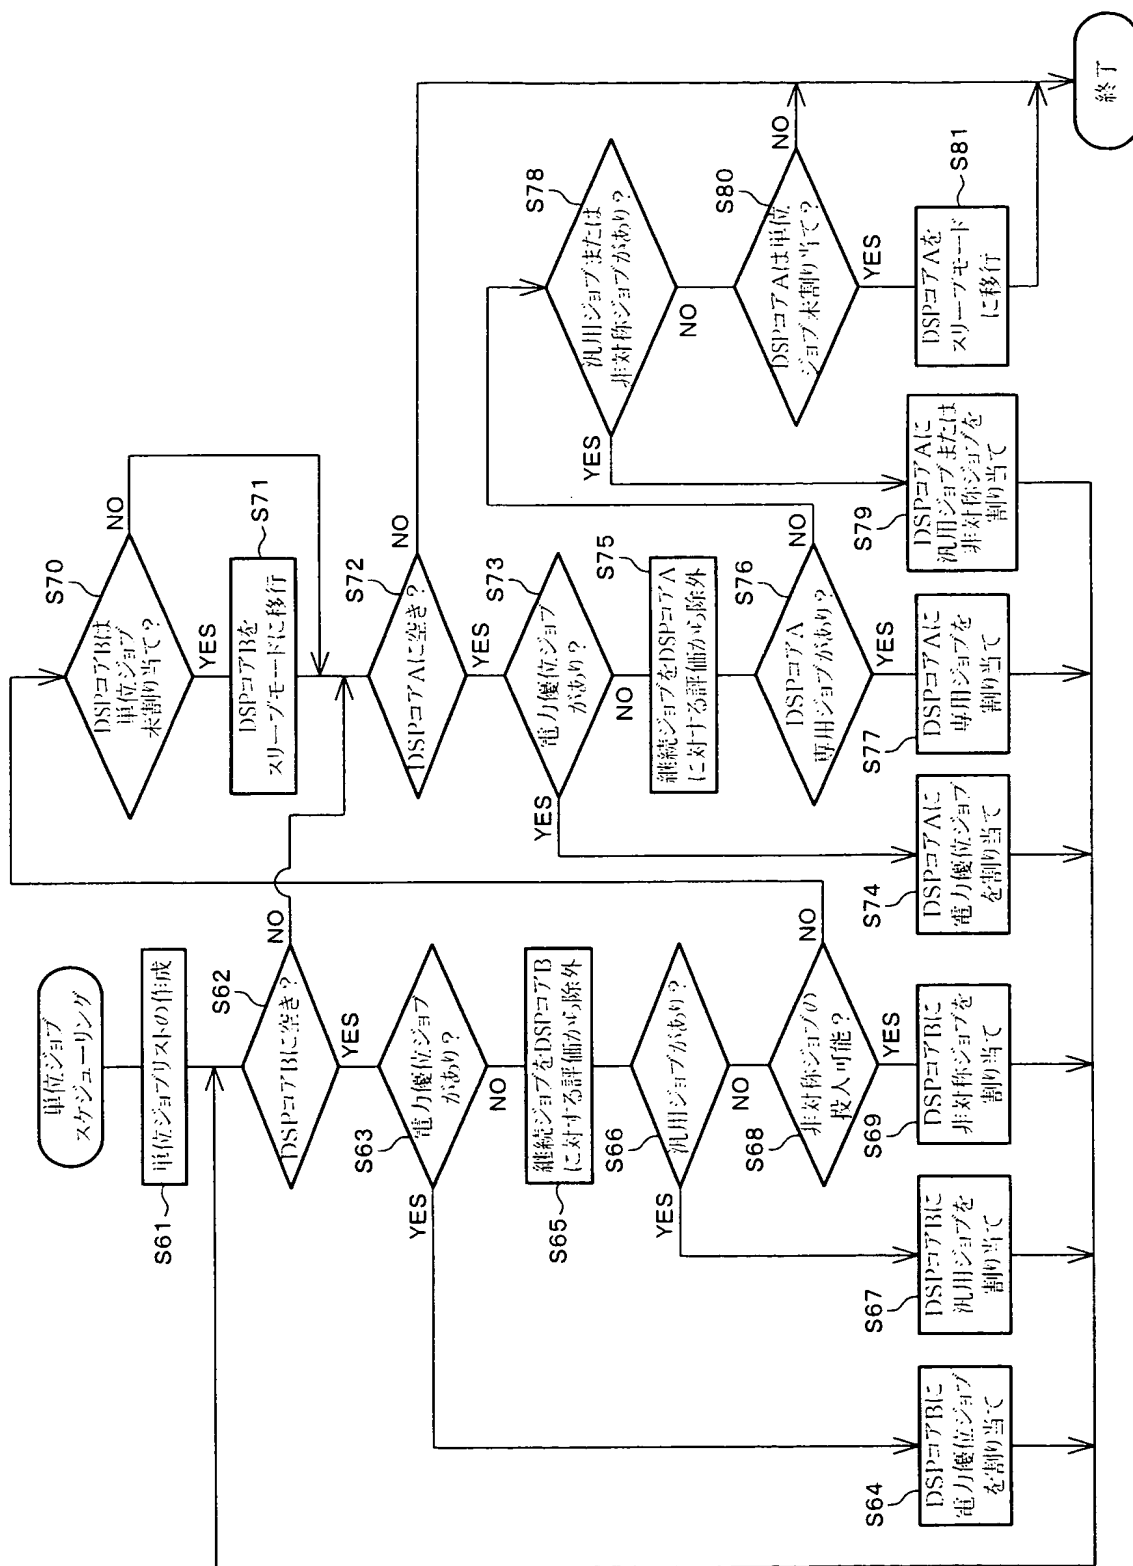 単位ジョブ
スケジューリング
S61
単位ジョブリストの作成
S62
DSPコアBに空き？
NO
YES
S63
電力優位ジョブ
があり？
YES
NO
S64
DSPコアBに
電力優位ジョブ
を割り当て
S65
継続ジョブをDSPコアB
に対する評価から除外
S66
汎用ジョブがあり？
YES
NO
S67
DSPコアBに
汎用ジョブを
割り当て
S68
非対称ジョブの
投入可能？
NO
YES
S69
DSPコアBに
非対称ジョブを
割り当て
S70
DSPコアBは
単位ジョブ
未割り当て？
NO
YES
S71
DSPコアBを
スリープモードに移行
S72
DSPコアAに空き？
NO
YES
S73
電力優位ジョブ
があり？
YES
NO
S74
DSPコアAに
電力優位ジョブ
を割り当て
S75
継続ジョブをDSPコアA
に対する評価から除外
S76
DSPコアA
専用ジョブがあり？
NO
YES
S77
DSPコアAに
専用ジョブを
割り当て
S78
汎用ジョブまたは
非対称ジョブがあり？
YES
NO
S79
DSPコアAに
汎用ジョブまたは
非対称ジョブを
割り当て
S80
DSPコアAは単位
ジョブ未割り当て？
NO
YES
S81
DSPコアAを
スリープモード
に移行
終了